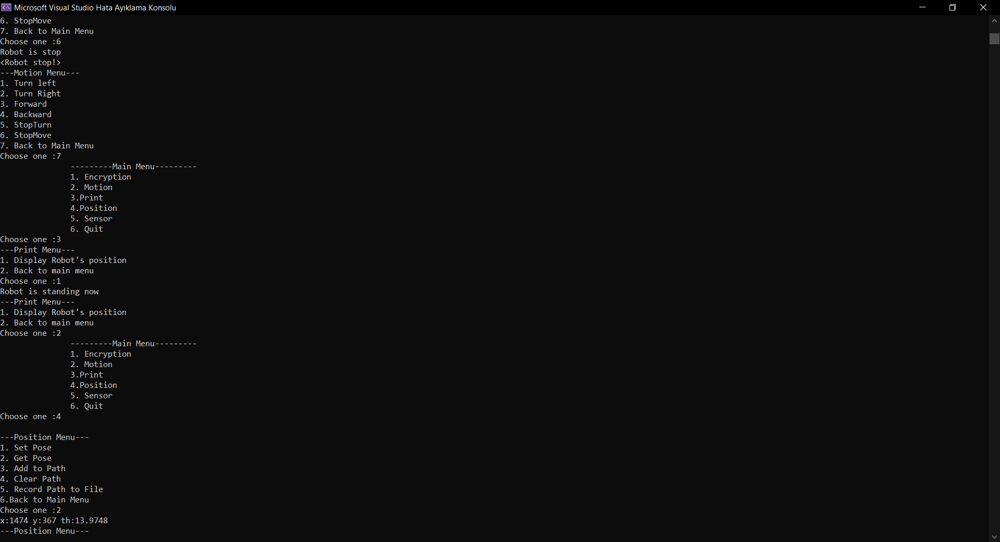 Microsoft Visual Studio Hata Ayıklama Konsolu
6. StopMove
7. Back to Main Menu
Choose one :6
Robot is stop
<Robot stop!>
---Motion Menu---
1. Turn left
2. Turn Right
3. Forward
4. Backward
5. StopTurn
6. StopMove
7. Back to Main Menu
Choose one :7
---------Main Menu---------
1. Encryption
2. Motion
3.Print
4.Position
5. Sensor
6. Quit
Choose one :3
---Print Menu---
1. Display Robot's position
2. Back to main menu
Choose one :1
Robot is standing now
---Print Menu---
1. Display Robot's position
2. Back to main menu
Choose one :2
---------Main Menu---------
1. Encryption
2. Motion
3.Print
4.Position
5. Sensor
6. Quit
Choose one :4
---Position Menu---
1. Set Pose
2. Get Pose
3. Add to Path
4. Clear Path
5. Record Path to File
6.Back to Main Menu
Choose one :2
x:1474 y:367 th:13.9748
---Position Menu---